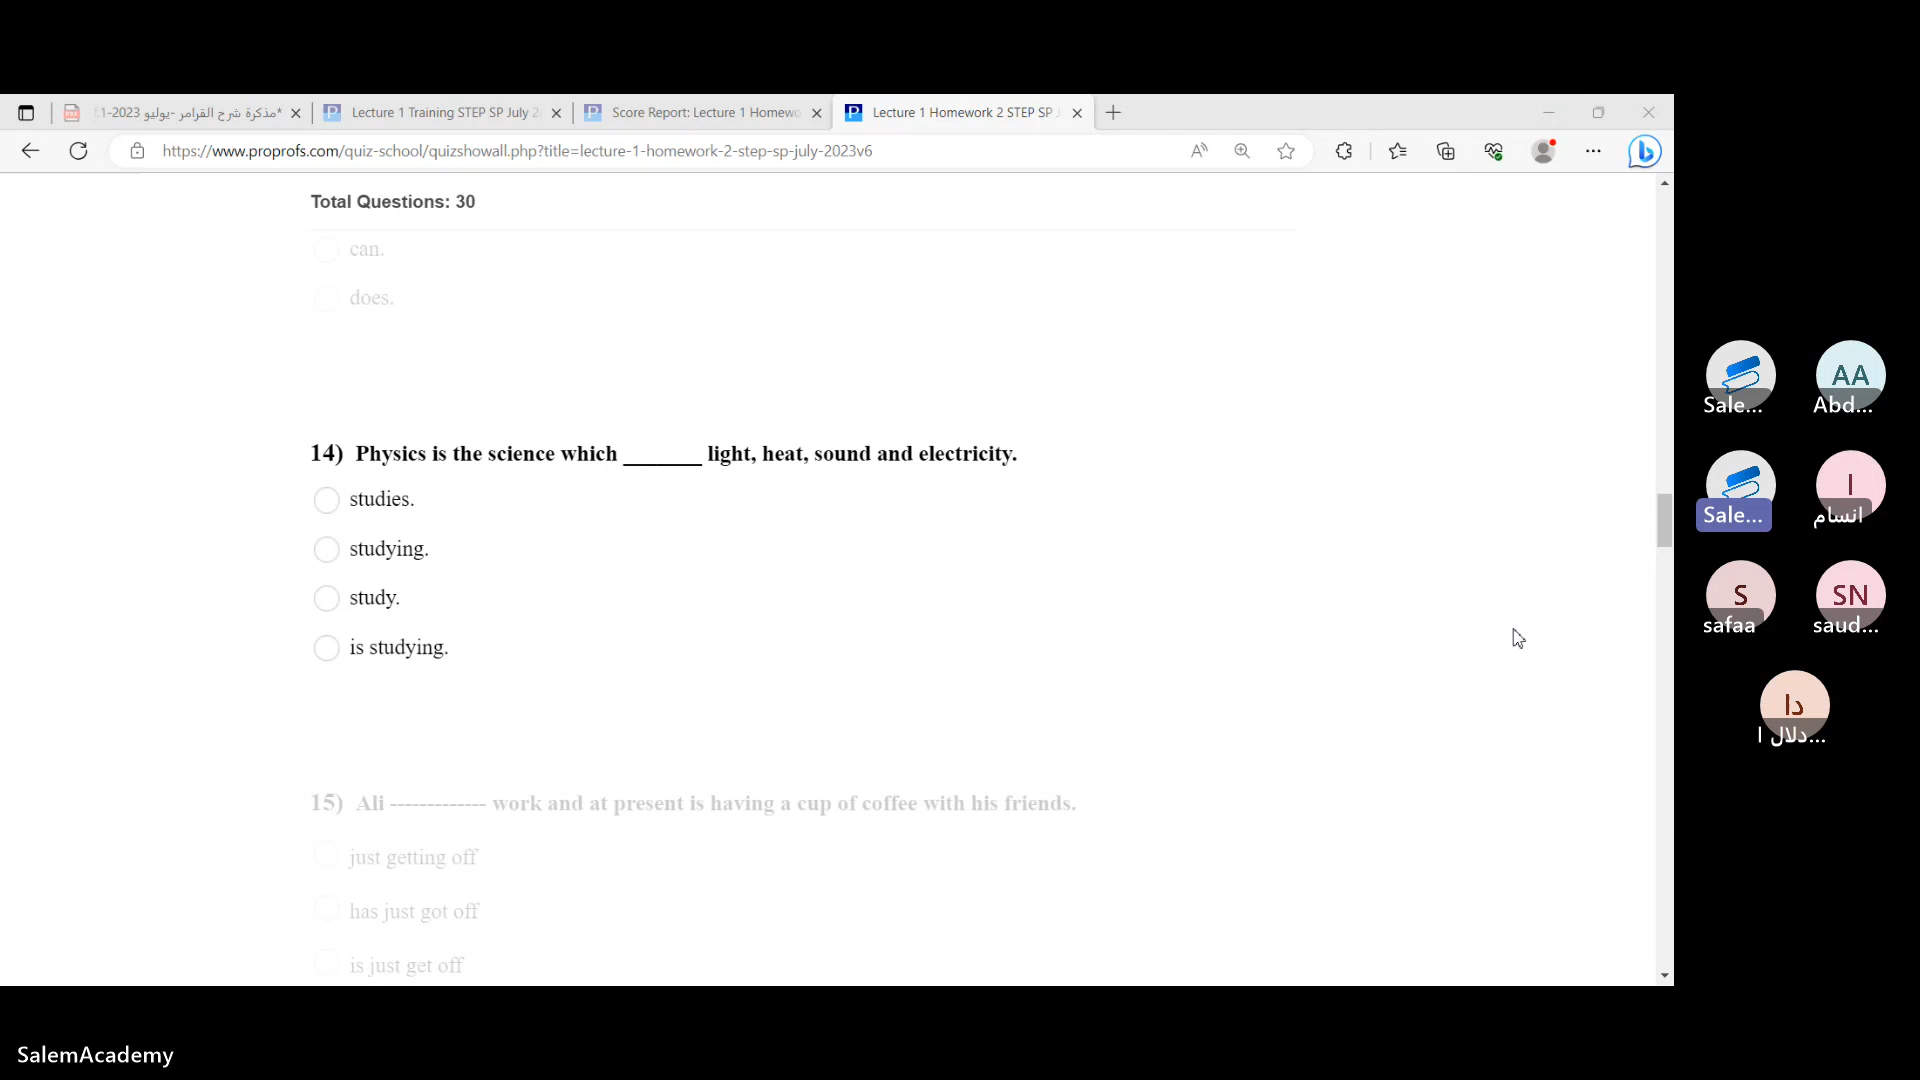 *مذكرة شرح القرامر -يوليو 2023-1
Lecture 1 Training STEP SP July 2
Score Report: Lecture 1 Homewo
Lecture 1 Homework 2 STEP SP J
https://www.proprofs.com/quiz-school/quizshowall.php?title=lecture-1-homework-2-step-sp-july-2023v6
Total Questions: 30
can.
does.
14) Physics is the science which _______ light, heat, sound and electricity.
studies.
studying.
study.
is studying.
15) Ali ------------- work and at present is having a cup of coffee with his friends.
just getting off
has just got off
is just get off
Sale...
AA
Abd...
Sale...
ا
انسام
S
safaa
SN
saud...
دا
دلال ا...
SalemAcademy